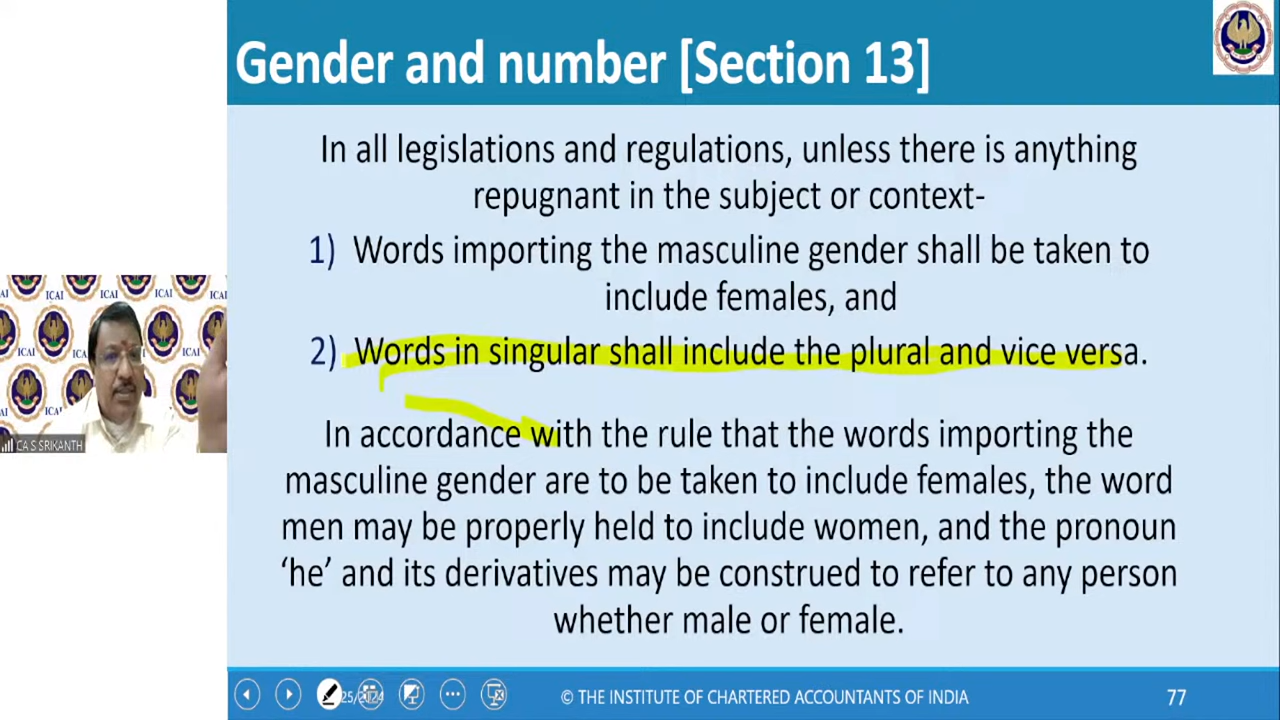 Gender and number [Section 13]
In all legislations and regulations, unless there is anything
repugnant in the subject or context-
1) Words importing the masculine gender shall be taken to
include females, and
2) Words in singular shall include the plural and vice versa.
In accordance with the rule that the words importing the
masculine gender are to be taken to include females, the word
men may be properly held to include women, and the pronoun
‘he’ and its derivatives may be construed to refer to any person
whether male or female.
ICAI ICAI
ICAI
CA S SRIKANTH
© THE INSTITUTE OF CHARTERED ACCOUNTANTS OF INDIA
77